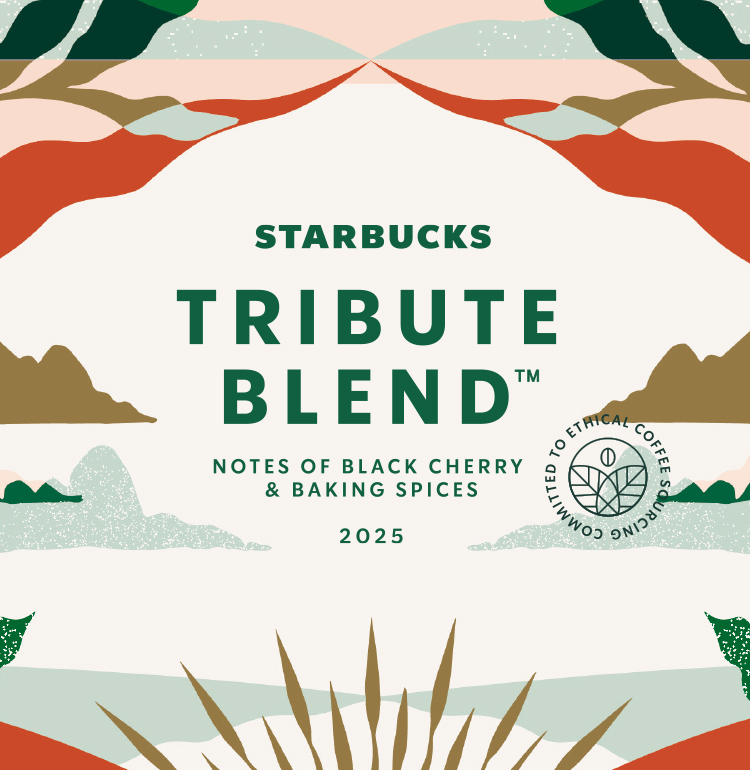 STARBUCKS
TRIBUTE
BLEND™
NOTES OF BLACK CHERRY
& BAKING SPICES
2025
COMMITTED TO ETHICAL COFFEE SOURCING